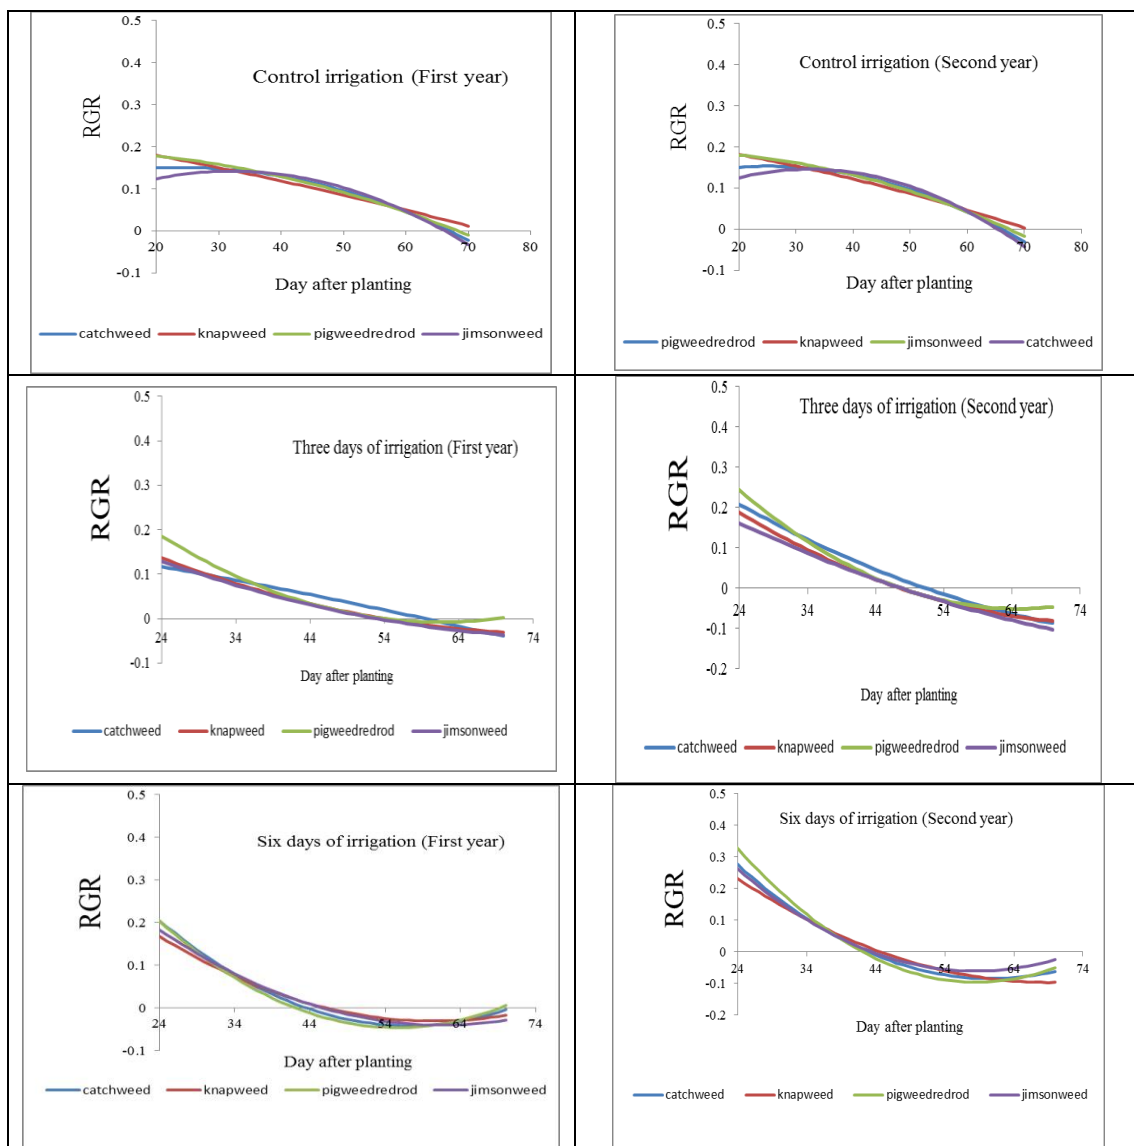 Control irrigation (First year)
RGR
0.5
0.4
0.3
0.2
0.1
0
-0.1
20 30 40 50 60 70 80
Day after planting
catchweed knapweed pigweedredrod jimsonweed
Control irrigation (Second year)
RGR
0.5
0.4
0.3
0.2
0.1
0
-0.1
20 30 40 50 60 70 80
Day after planting
pigweedredrod knapweed jimsonweed catchweed
Three days of irrigation (First year)
RGR
0.5
0.4
0.3
0.2
0.1
0
-0.1
24 34 44 54 64 74
Day after planting
catchweed knapweed pigweedredrod jimsonweed
Three days of irrigation (Second year)
RGR
0.5
0.4
0.3
0.2
0.1
0
-0.1
-0.2
24 34 44 54 64 74
Day after planting
catchweed knapweed pigweedredrod jimsonweed
Six days of irrigation (First year)
RGR
0.5
0.4
0.3
0.2
0.1
0
-0.1
24 34 44 54 64 74
Day after planting
catchweed knapweed pigweedredrod jimsonweed
Six days of irrigation (Second year)
RGR
0.5
0.4
0.3
0.2
0.1
0
-0.1
-0.2
24 34 44 54 64 74
Day after planting
catchweed knapweed pigweedredrod jimsonweed